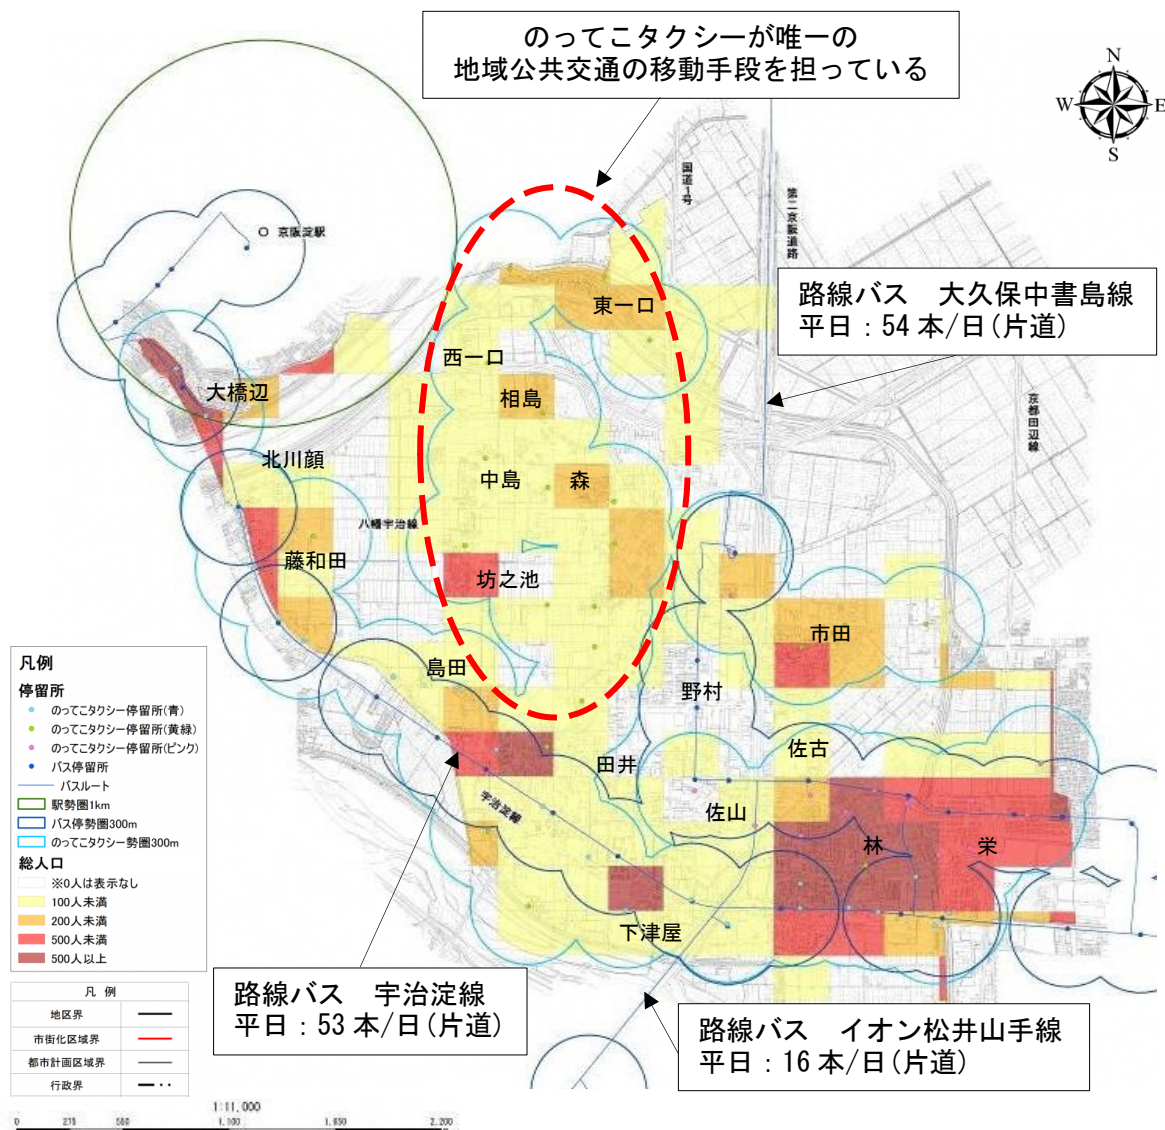 のってこタクシーが唯一の
地域公共交通の移動手段を担っている
N
W
E
S
国道1号
第二京阪道路
京阪淀駅
路線バス　大久保中書島線
平日：54本/日(片道)
東一口
西一口
大橋辺
相島
京都田辺線
北川顔
中島
森
八幡宇治線
藤和田
坊之池
市田
島田
野村
佐古
田井
宇治淀線
佐山
林
栄
下津屋
凡例
停留所
のってこタクシー停留所(青)
のってこタクシー停留所(黄緑)
のってこタクシー停留所(ピンク)
バス停留所
バスルート
駅勢圏1km
バス停勢圏300m
のってこタクシー勢圏300m
総人口
※0人は表示なし
100人未満
200人未満
500人未満
500人以上
路線バス　宇治淀線
平日：53本/日(片道)
路線バス　イオン松井山手線
平日：16本/日(片道)
凡例
地区界
市街化区域界
都市計画区域界
行政界
1:11,000
0 275 550 1,100 1,650 2,200